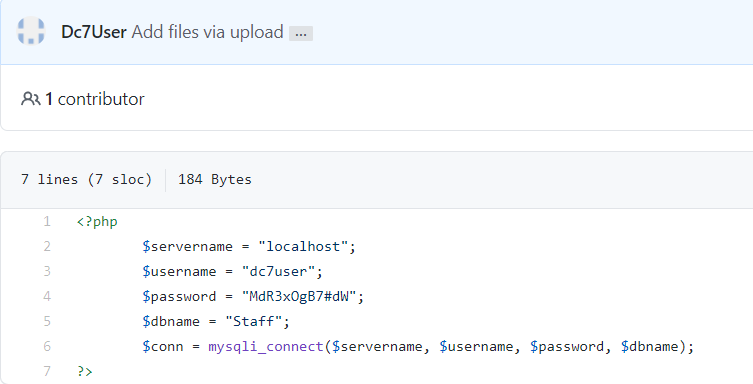 Dc7User Add files via upload ...
1 contributor
7 lines (7 sloc) 184 Bytes
1 <?php
2 $servername = "localhost";
3 $username = "dc7user";
4 $password = "MdR3xOgB7#dW";
5 $dbname = "Staff";
6 $conn = mysqli_connect($servername, $username, $password, $dbname);
7 ?>